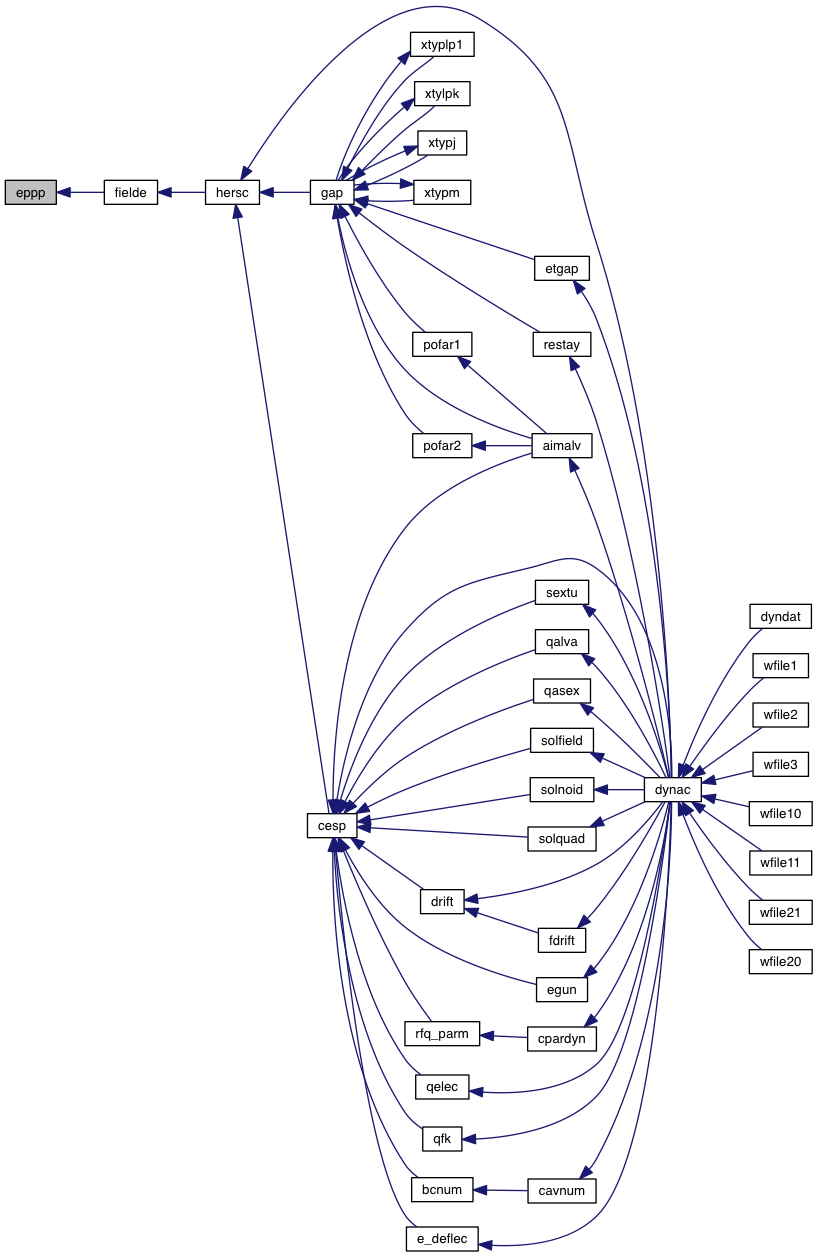 xtyplp1
xtylpk
xtypj
eppp
fielde
hersc
gap
xtypm
etgap
pofar1
restay
pofar2
aimalv
sextu
dyndat
qalva
wfile1
qasex
wfile2
solfield
wfile3
solnoid
dynac
wfile10
cesp
solquad
wfile11
drift
wfile21
fdrift
wfile20
egun
rfq_parm
cpardyn
qelec
qfk
bcnum
cavnum
e_deflec